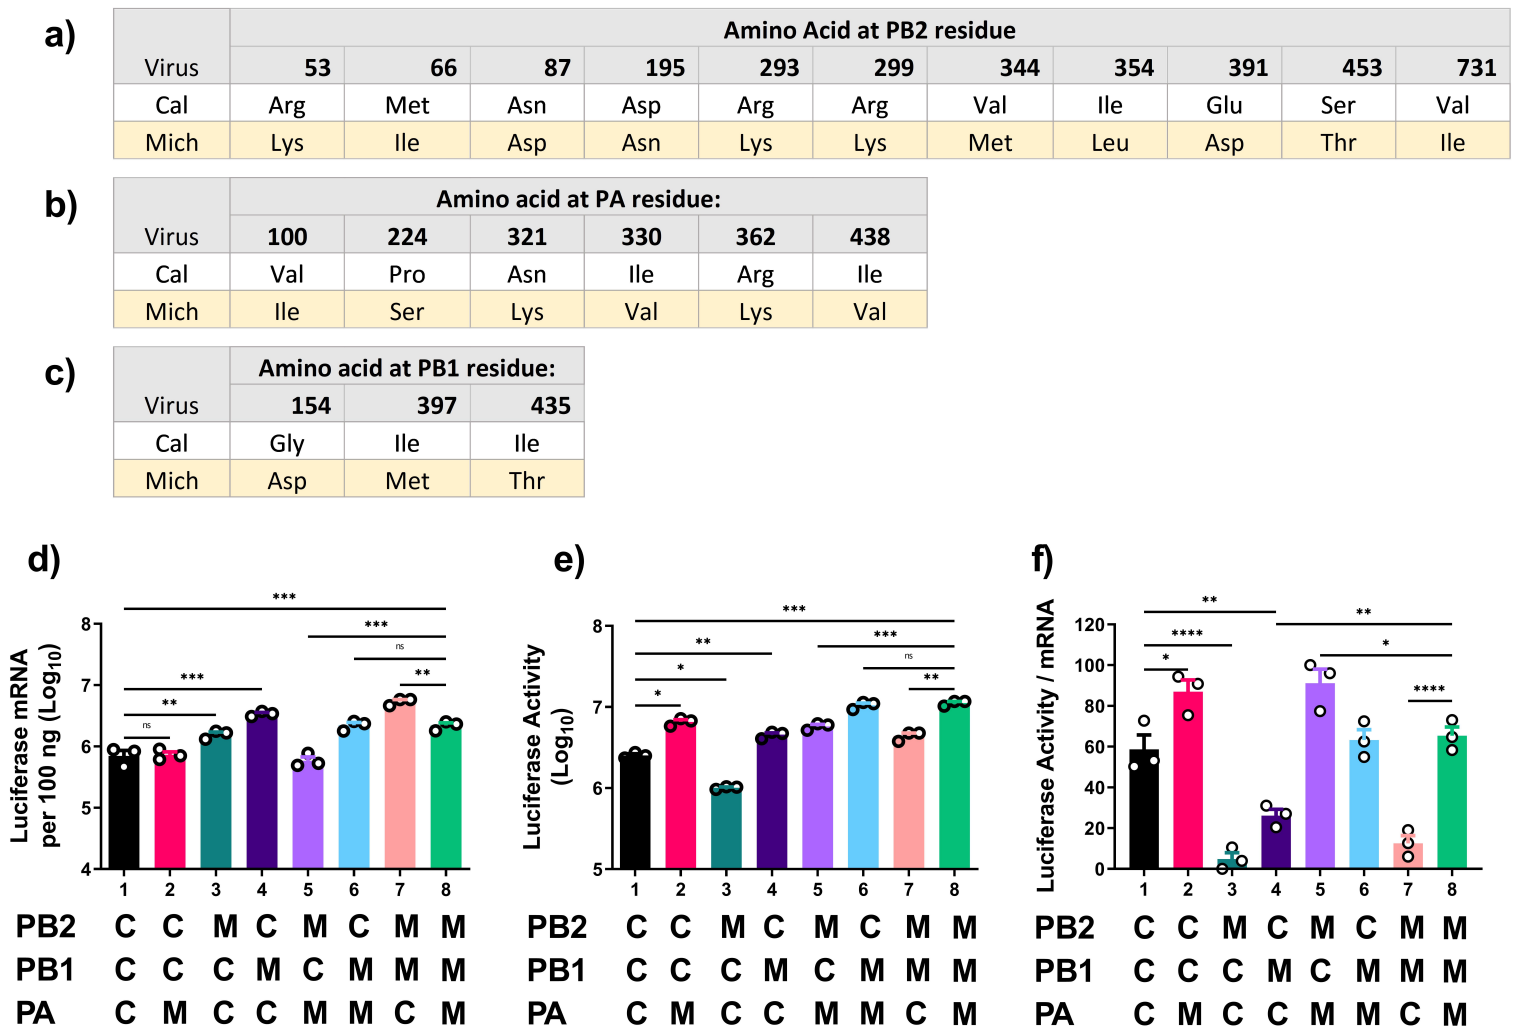 a)
Amino Acid at PB2 residue
Virus 53 66 87 195 293 299 344 354 391 453 731
Cal Arg Met Asn Asp Arg Arg Val Ile Glu Ser Val
Mich Lys Ile Asp Asn Lys Lys Met Leu Asp Thr Ile
b)
Amino acid at PA residue:
Virus 100 224 321 330 362 438
Cal Val Pro Asn Ile Arg Ile
Mich Ile Ser Lys Val Lys Val
c)
Amino acid at PB1 residue:
Virus 154 397 435
Cal Gly Ile Ile
Mich Asp Met Thr
d)
Luciferase mRNA
per 100 ng (Log10)
8
7
6
5
4
***
***
ns
***
**
**
ns
1 2 3 4 5 6 7 8
PB2 C C M C M C M M
PB1 C C C M C M M M
PA C M C C M M C M
e)
Luciferase Activity
(Log10)
8
7
6
5
***
***
**
ns
*
**
*
1 2 3 4 5 6 7 8
PB2 C C M C M C M M
PB1 C C C M C M M M
PA C M C C M M C M
f)
Luciferase Activity / mRNA
120
100
80
60
40
20
0
**
**
****
*
*
****
1 2 3 4 5 6 7 8
PB2 C C M C M C M M
PB1 C C C M C M M M
PA C M C C M M C M